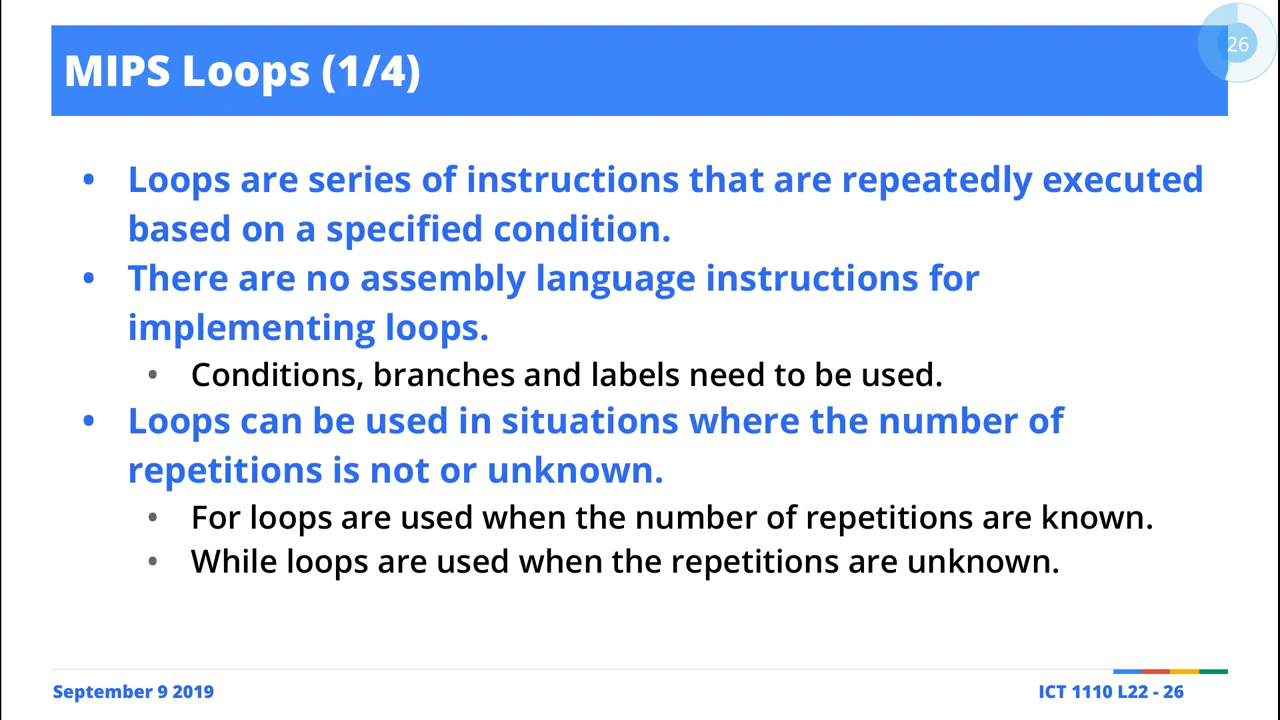 MIPS Loops (1/4)
26
• Loops are series of instructions that are repeatedly executed
based on a specified condition.
• There are no assembly language instructions for
implementing loops.
• Conditions, branches and labels need to be used.
• Loops can be used in situations where the number of
repetitions is not or unknown.
• For loops are used when the number of repetitions are known.
• While loops are used when the repetitions are unknown.
September 9 2019
ICT 1110 L22 - 26